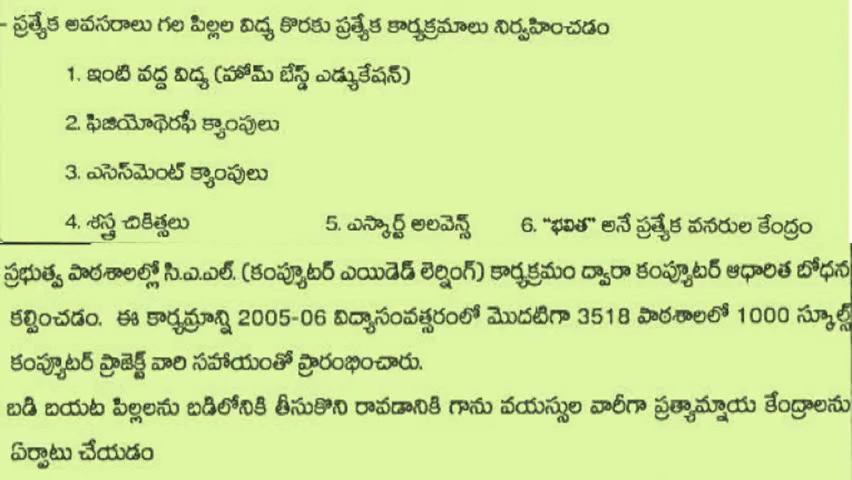 - ప్రత్యేక అవసరాలు గల పిల్లల విద్య కొరకు ప్రత్యేక కార్యక్రమాలు నిర్వహించడం
1. ఇంటి వద్ద విద్య (హోమ్ బేస్డ్ ఎడ్యుకేషన్)
2. ఫిజియోథెరఫీ క్యాంపులు
3. ఎసెస్‌మెంట్ క్యాంపులు
4. శస్త్ర చికిత్సలు 5. ఎస్కార్ట్ అలవెన్స్ 6. "భవిత" అనే ప్రత్యేక వనరుల కేంద్రం
ప్రభుత్వ పాఠశాలల్లో సి.ఎ.ఎల్. (కంప్యూటర్ ఎయిడెడ్ లెర్నింగ్) కార్యక్రమం ద్వారా కంప్యూటర్ ఆధారిత బోధన
కల్పించడం. ఈ కార్యమ్రాన్ని 2005-06 విద్యాసంవత్సరంలో మొదటిగా 3518 పాఠశాలలో 1000 స్కూల్స్
కంప్యూటర్ ప్రాజెక్ట్ వారి సహాయంతో ప్రారంభించారు.
బడి బయట పిల్లలను బడిలోనికి తీసుకొని రావడానికి గాను వయస్సుల వారీగా ప్రత్యామ్నాయ కేంద్రాలను
ఏర్పాటు చేయడం